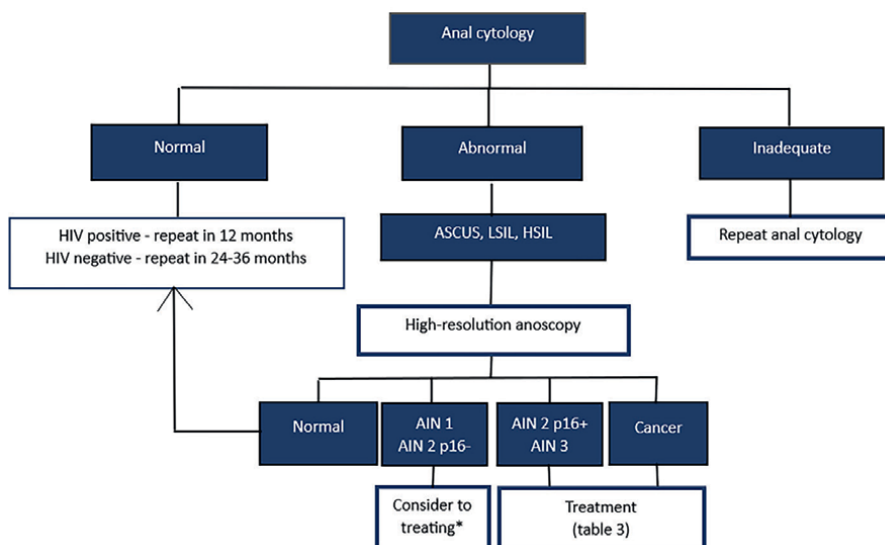 Anal cytology
Normal
Abnormal
Inadequate
HIV positive - repeat in 12 months
HIV negative - repeat in 24-36 months
ASCUS, LSIL, HSIL
Repeat anal cytology
High-resolution anoscopy
Normal
AIN 1
AIN 2 p16-
AIN 2 p16+
AIN 3
Cancer
Consider to
treating*
Treatment
(table 3)